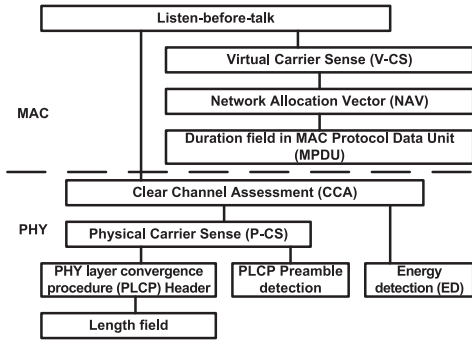 Listen-before-talk
Virtual Carrier Sense (V-CS)
Network Allocation Vector (NAV)
MAC
Duration field in MAC Protocol Data Unit
(MPDU)
Clear Channel Assessment (CCA)
PHY
Physical Carrier Sense (P-CS)
PHY layer convergence
procedure (PLCP) Header
PLCP Preamble
detection
Energy
detection (ED)
Length field